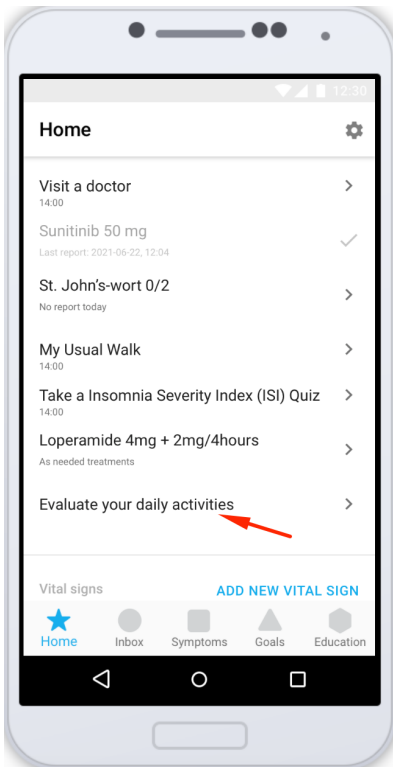 12:30
Home
Visit a doctor
14:00
Sunitinib 50 mg
Last report: 2021-06-22, 12:04
St. John’s-wort 0/2
No report today
My Usual Walk
14:00
Take a Insomnia Severity Index (ISI) Quiz
14:00
Loperamide 4mg + 2mg/4hours
As needed treatments
Evaluate your daily activities
Vital signs ADD NEW VITAL SIGN
Home Inbox Symptoms Goals Education